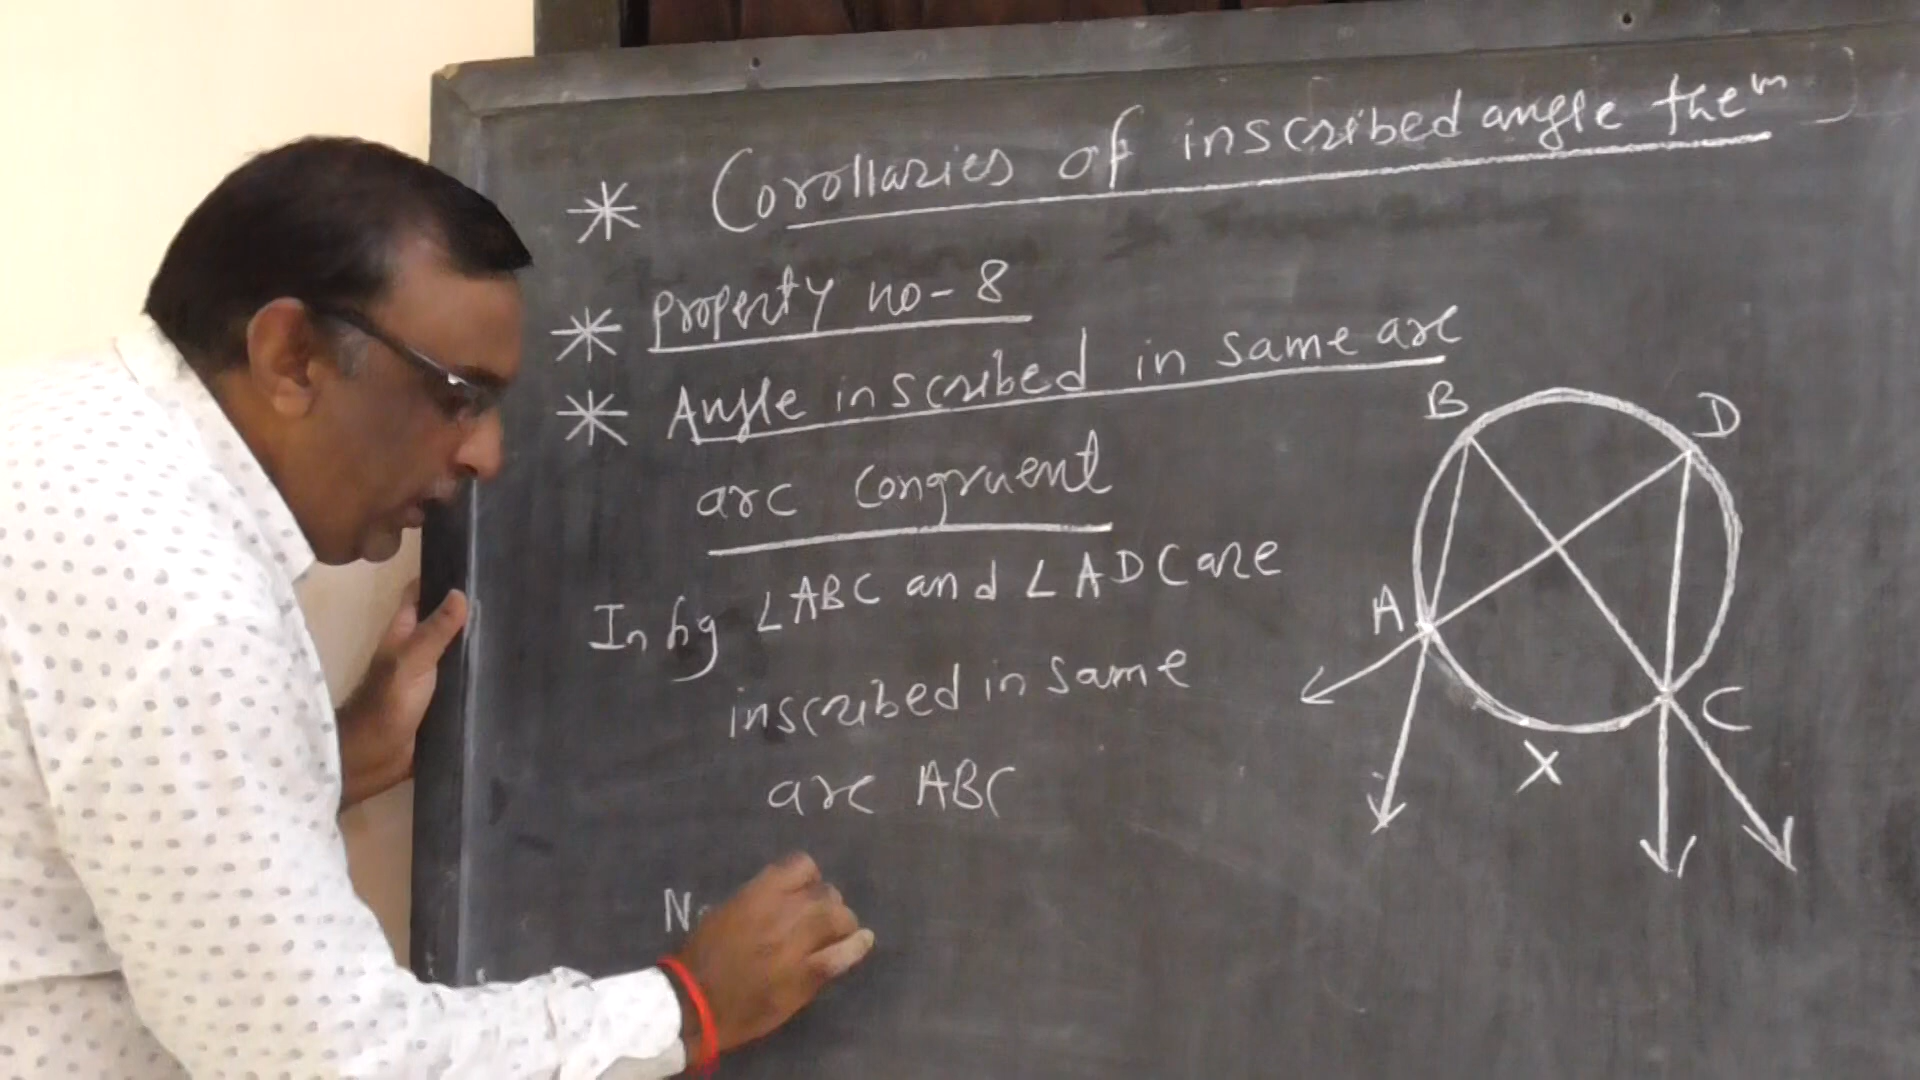 * Corollaries of inscribed angle them
* Property no-8
* Angle inscribed in same arc
arc congruent
In fig ∠ABC and ∠ADC are
inscribed in same
arc ABC
B
D
A
C
X